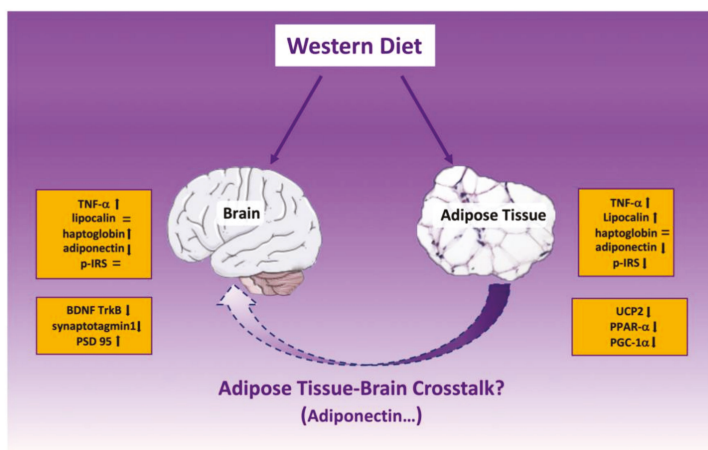 Western Diet
Brain
Adipose Tissue
TNF-α ↑
lipocalin =
haptoglobin ↑
adiponectin ↓
p-IRS =
BDNF TrkB ↓
synaptotagmin1↓
PSD 95 ↑
TNF-α ↑
Lipocalin ↑
haptoglobin =
adiponectin ↓
p-IRS ↓
UCP2 ↓
PPAR-α ↓
PGC-1α ↓
Adipose Tissue-Brain Crosstalk?
(Adiponectin...)